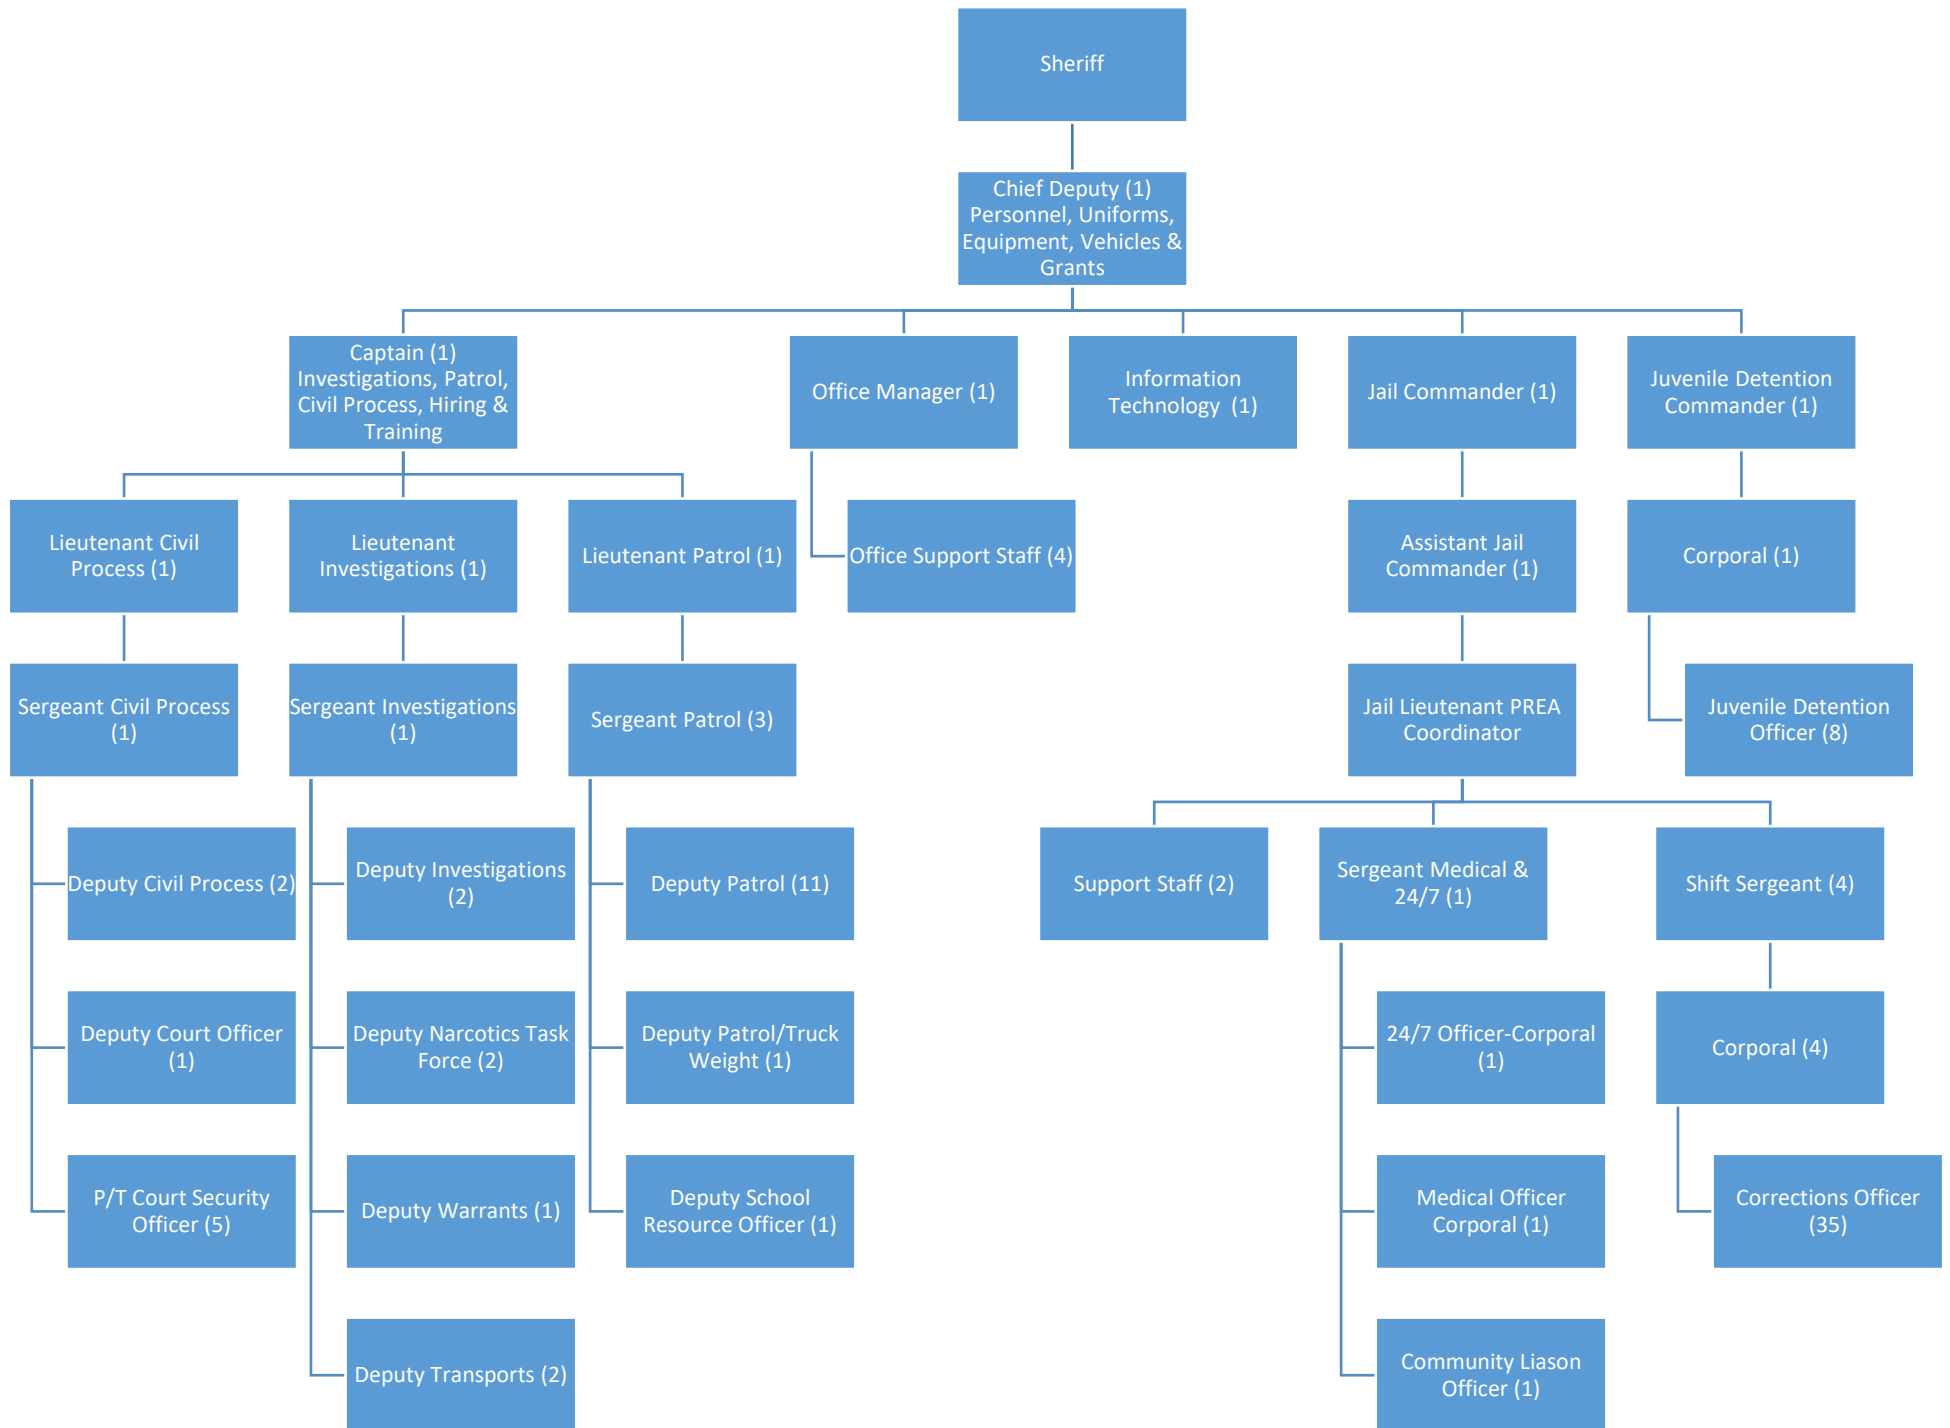 Sheriff
Chief Deputy (1)
Personnel, Uniforms,
Equipment, Vehicles &
Grants
Captain (1)
Investigations, Patrol,
Civil Process, Hiring &
Training
Office Manager (1)
Information
Technology  (1)
Jail Commander (1)
Juvenile Detention
Commander (1)
Lieutenant Civil
Process (1)
Lieutenant
Investigations (1)
Lieutenant Patrol (1)
Office Support Staff (4)
Assistant Jail
Commander (1)
Corporal (1)
Sergeant Civil Process
(1)
Sergeant Investigations
(1)
Sergeant Patrol (3)
Jail Lieutenant PREA
Coordinator
Juvenile Detention
Officer (8)
Deputy Civil Process (2)
Deputy Investigations
(2)
Deputy Patrol (11)
Support Staff (2)
Sergeant Medical &
24/7 (1)
Shift Sergeant (4)
Deputy Court Officer
(1)
Deputy Narcotics Task
Force (2)
Deputy Patrol/Truck
Weight (1)
24/7 Officer-Corporal
(1)
Corporal (4)
P/T Court Security
Officer (5)
Deputy Warrants (1)
Deputy School
Resource Officer (1)
Medical Officer
Corporal (1)
Corrections Officer
(35)
Deputy Transports (2)
Community Liason
Officer (1)